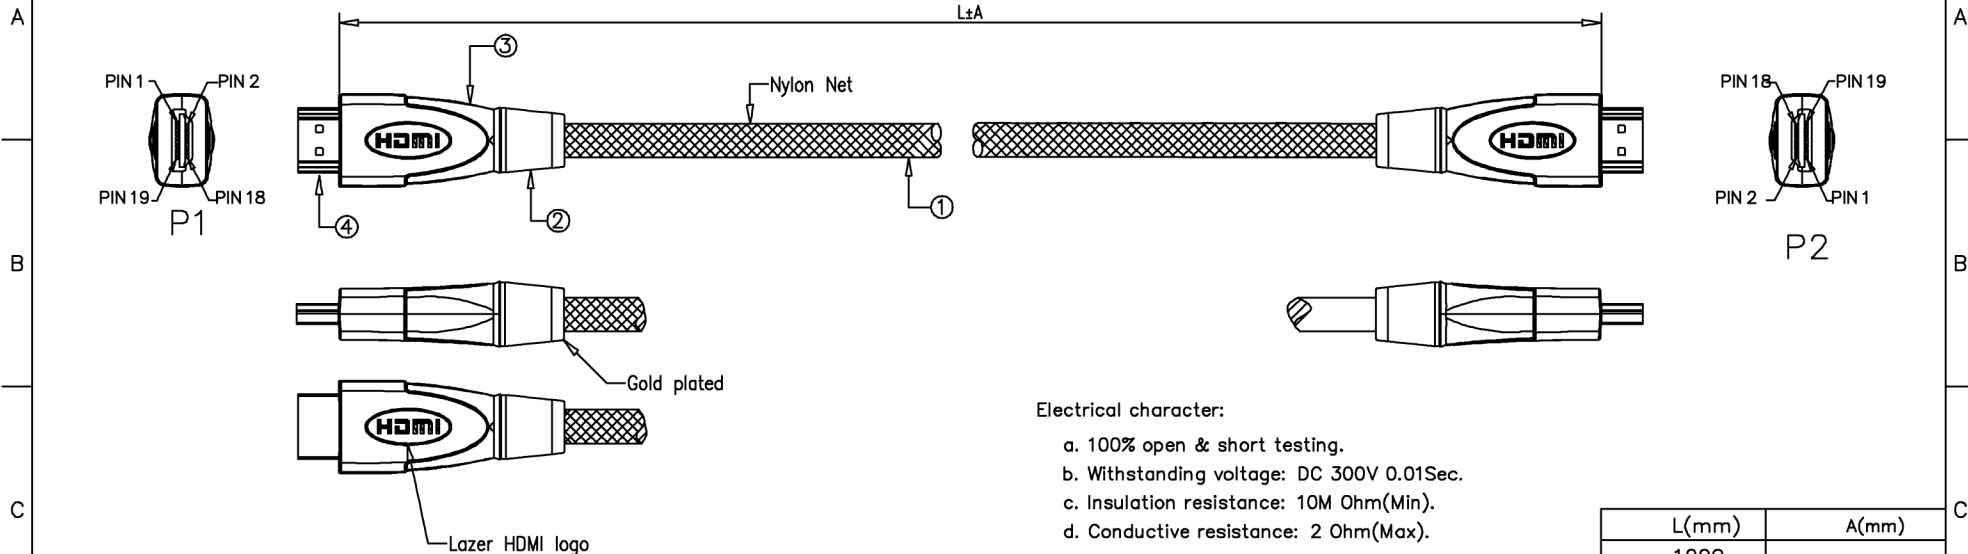 A
A
L±A
③
PIN 1
PIN 2
Nylon Net
PIN 18
PIN 19
HDMI
HDMI
PIN 19
PIN 18
PIN 2
PIN 1
P1
④
②
①
P2
B
B
Gold plated
HDMI
Electrical character:
a. 100% open & short testing.
b. Withstanding voltage: DC 300V 0.01Sec.
c. Insulation resistance: 10M Ohm(Min).
d. Conductive resistance: 2 Ohm(Max).
C
C
L(mm) A(mm)
Lazer HDMI logo